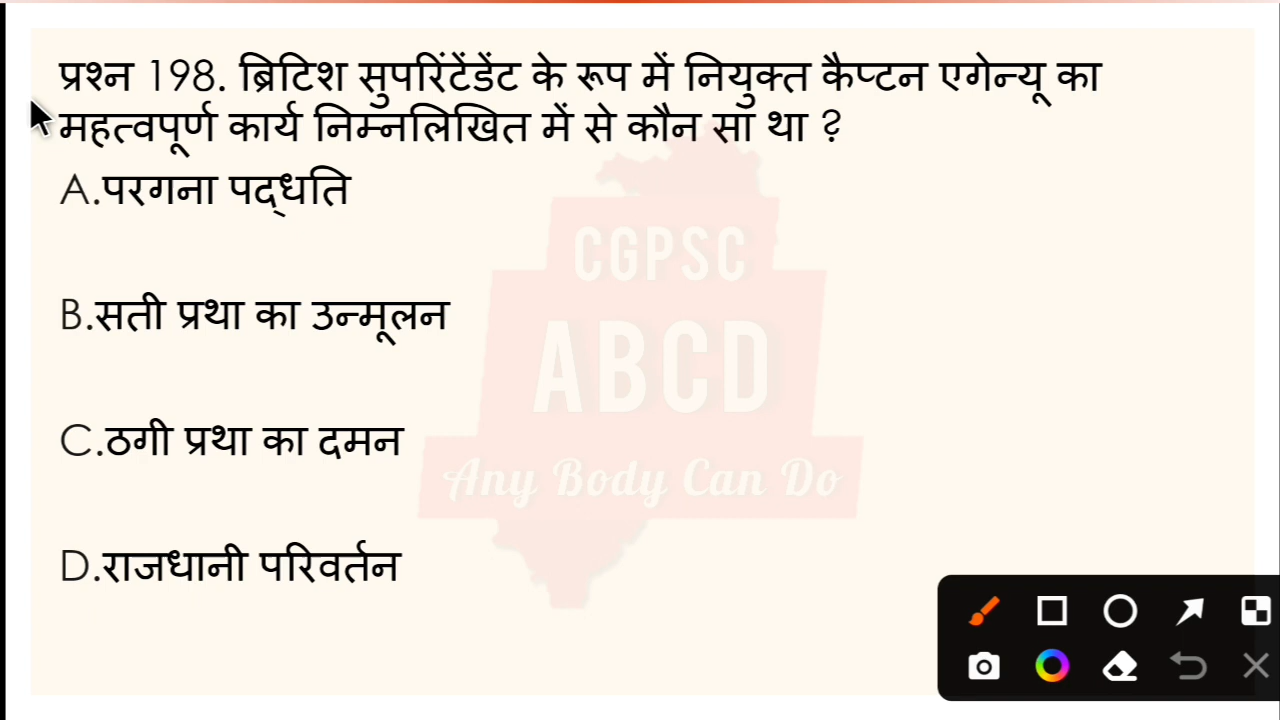 प्रश्न 198. ब्रिटिश सुपरिंटेंडेंट के रूप में नियुक्त कैप्टन एगेन्यू का
महत्वपूर्ण कार्य निम्नलिखित में से कौन सा था ?
A.परगना पद्धति
CGPSC
B.सती प्रथा का उन्मूलन
ABCD
C.ठगी प्रथा का दमन
Any Body Can Do
D.राजधानी परिवर्तन